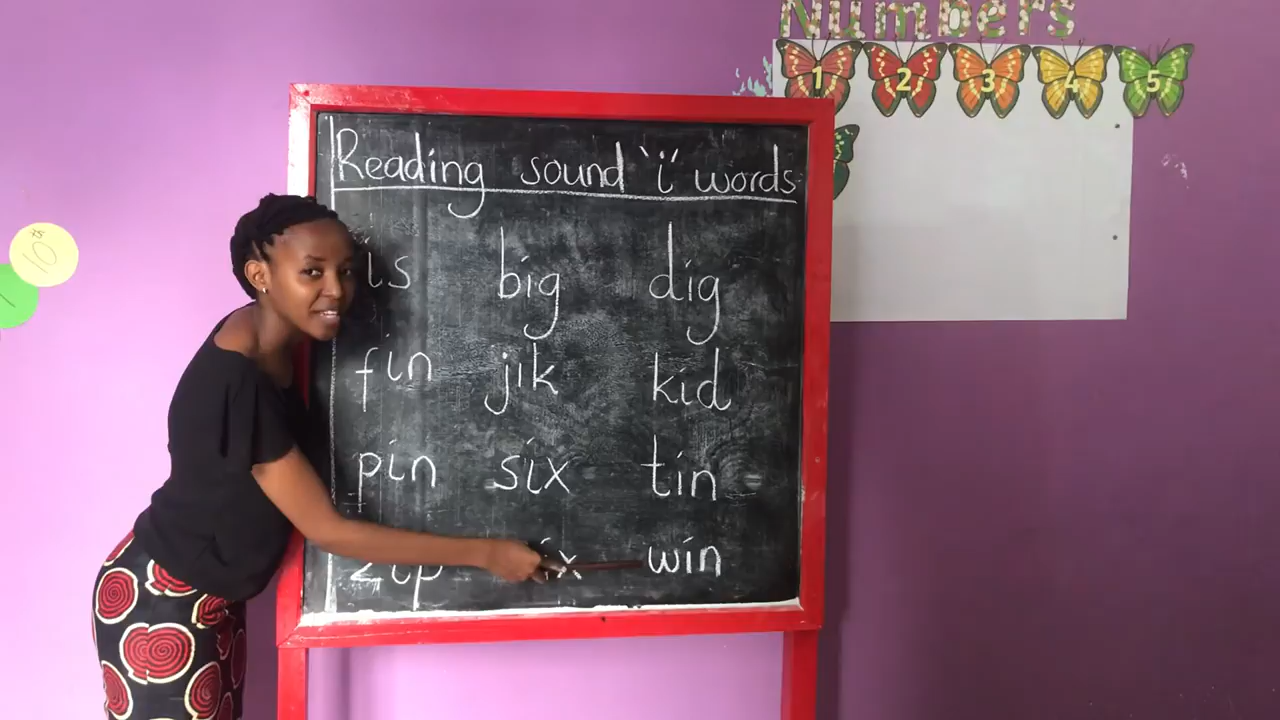 Numbers
1 2 3 4 5
10
Reading sound "i" words
is big dig
fin jik kid
pin six tin
zip win